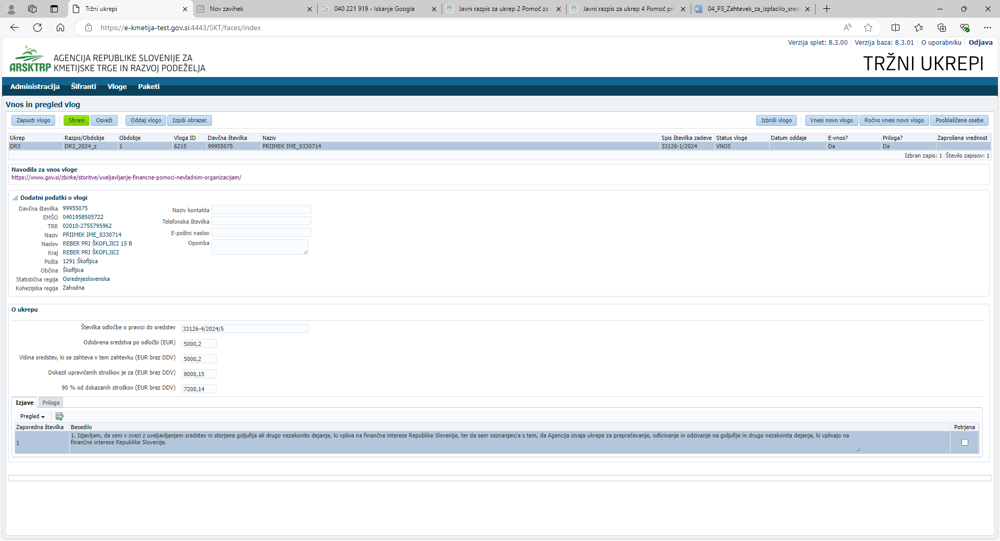 Tržni ukrepi
Nov zavihek
040 221 919 - Iskanje Google
Javni razpis za ukrep 2 Pomoč za
Javni razpis za ukrep 4 Pomoč pri
04_P3_Zahtevek_za_izplacilo_sred
https://e-kmetija-test.gov.si:4443/SKT/faces/index
Verzija splet: 8.3.00 Verzija baza: 8.3.01 O uporabniku Odjava
ARSKTRP
AGENCIJA REPUBLIKE SLOVENIJE ZA
KMETIJSKE TRGE IN RAZVOJ PODEŽELJA
TRŽNI UKREPI
Administracija Šifranti Vloge Paketi
Vnos in pregled vlog
Zapusti vlogo Shrani Osveži Oddaj vlogo Izpiši obrazec Izbriši vlogo Vnesi novo vlogo Ročno vnesi novo vlogo Pooblaščene osebe
Ukrep Razpis/Obdobje Obdobje Vloga ID Davčna številka Naziv Spis številka zadeve Status vloge Datum oddaje E-vnos? Priloga? Zaprošena vrednost
DR3 DR3_2024_z 1 6215 99955075 PRIIMEK IME_0330714 33126-1/2024 VNOS Da Da
Izbran zapis: 1 Število zapisov: 1
Navodila za vnos vloge
https://www.gov.si/zbirke/storitve/uveljavljanje-financne-pomoci-nevladnim-organizacijam/
Dodatni podatki o vlogi
Davčna številka 99955075
EMŠO 0401958505722
TRR 02010-2755795962
Naziv PRIIMEK IME_0330714
Naslov REBER PRI ŠKOFLJICI 15 B
Kraj REBER PRI ŠKOFLJICI
Pošta 1291 Škofljica
Občina Škofljica
Statistična regija Osrednjeslovenska
Kohezijska regija Zahodna
Naziv kontakta
Telefonska številka
E-poštni naslov
Opomba
O ukrepu
Številka odločbe o pravici do sredstev 33126-4/2024/5
Odobrena sredstva po odločbi (EUR) 5000,2
Višina sredstev, ki se zahteva v tem zahtevku (EUR brez DDV) 5000,2
Dokazil upravičenih stroškov je za (EUR brez DDV) 8000,15
90 % od dokazanih stroškov (EUR brez DDV) 7200,14
Izjave Priloge
Pregled
Zaporedna številka Besedilo Potrjena
1 1. Izjavljam, da sem v zvezi z uveljavljanjem sredstev ni storjena goljufija ali drugo nezakonito dejanje, ki vpliva na finančne interese Republike Slovenije, ter da sem seznanjen/a s tem, da Agencija izvaja ukrepe za preprečevanje, odkrivanje in odzivanje na goljufije in druga nezakonita dejanja, ki vplivajo na
finančne interese Republike Slovenije.